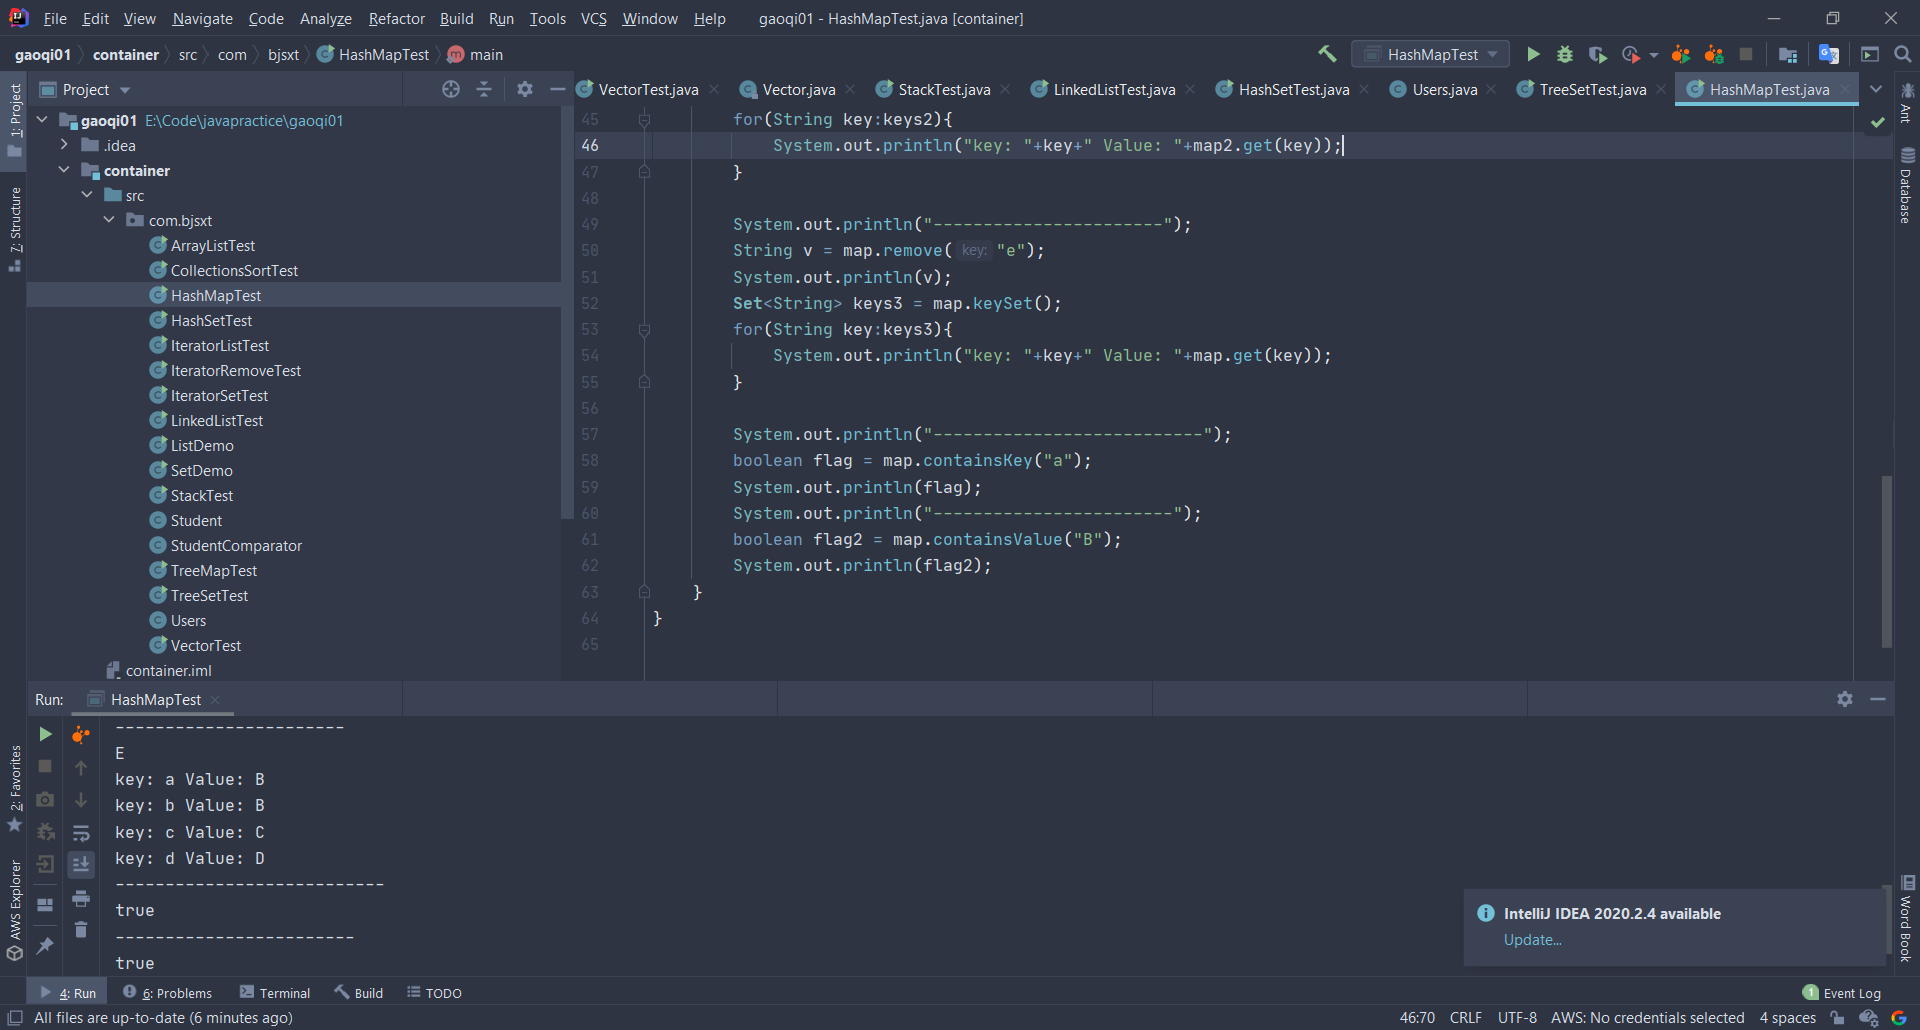 File Edit View Navigate Code Analyze Refactor Build Run Tools VCS Window Help gaoqi01 - HashMapTest.java [container]
gaoqi01 container src com bjsxt HashMapTest main HashMapTest
Project VectorTest.java Vector.java StackTest.java LinkedListTest.java HashSetTest.java Users.java TreeSetTest.java HashMapTest.java
1: Project
7: Structure
2: Favorites
AWS Explorer
gaoqi01 E:\Code\javapractice\gaoqi01
.idea
container
src
com.bjsxt
ArrayListTest
CollectionsSortTest
HashMapTest
HashSetTest
IteratorListTest
IteratorRemoveTest
IteratorSetTest
LinkedListTest
ListDemo
SetDemo
StackTest
Student
StudentComparator
TreeMapTest
TreeSetTest
Users
VectorTest
container.iml
45 for(String key:keys2){
46 System.out.println("key: "+key+" Value: "+map2.get(key));
47 }
48
49 System.out.println("-----------------------");
50 String v = map.remove( key: "e");
51 System.out.println(v);
52 Set<String> keys3 = map.keySet();
53 for(String key:keys3){
54 System.out.println("key: "+key+" Value: "+map.get(key));
55 }
56
57 System.out.println("---------------------------");
58 boolean flag = map.containsKey("a");
59 System.out.println(flag);
60 System.out.println("------------------------");
61 boolean flag2 = map.containsValue("B");
62 System.out.println(flag2);
63 }
64 }
65
Ant
Database
Word Book
Run: HashMapTest
-----------------------
E
key: a Value: B
key: b Value: B
key: c Value: C
key: d Value: D
---------------------------
true
------------------------
true
IntelliJ IDEA 2020.2.4 available
Update...
4: Run 6: Problems Terminal Build TODO 1 Event Log
All files are up-to-date (6 minutes ago) 46:70 CRLF UTF-8 AWS: No credentials selected 4 spaces